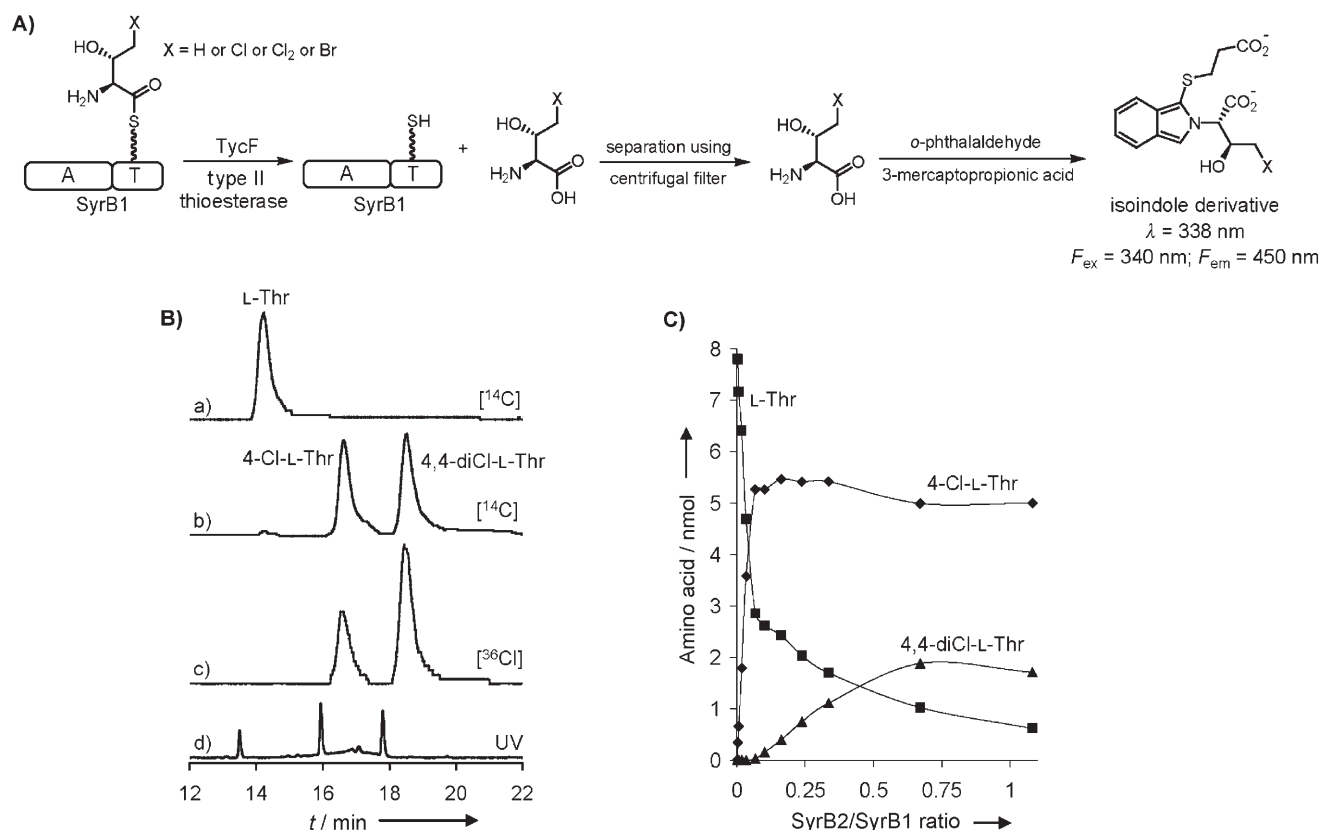 A)
X
HO
X = H or Cl or Cl2 or Br
H2N
O
S
A T
SyrB1
TycF
type II
thioesterase
SH
A T
SyrB1
+
X
HO
H2N
O
OH
separation using
centrifugal filter
X
HO
H2N
O
OH
o-phthalaldehyde
3-mercaptopropionic acid
CO2-
S
CO2-
N
HO
X
isoindole derivative
λ = 338 nm
Fex = 340 nm; Fem = 450 nm
B)
L-Thr
a)
[14C]
4-Cl-L-Thr
4,4-diCl-L-Thr
b)
[14C]
c)
[36Cl]
d)
UV
12 14 16 18 20 22
t / min
C)
8
7
6
5
4
3
2
1
0
Amino acid / nmol
L-Thr
4-Cl-L-Thr
4,4-diCl-L-Thr
0 0.25 0.5 0.75 1
SyrB2/SyrB1 ratio